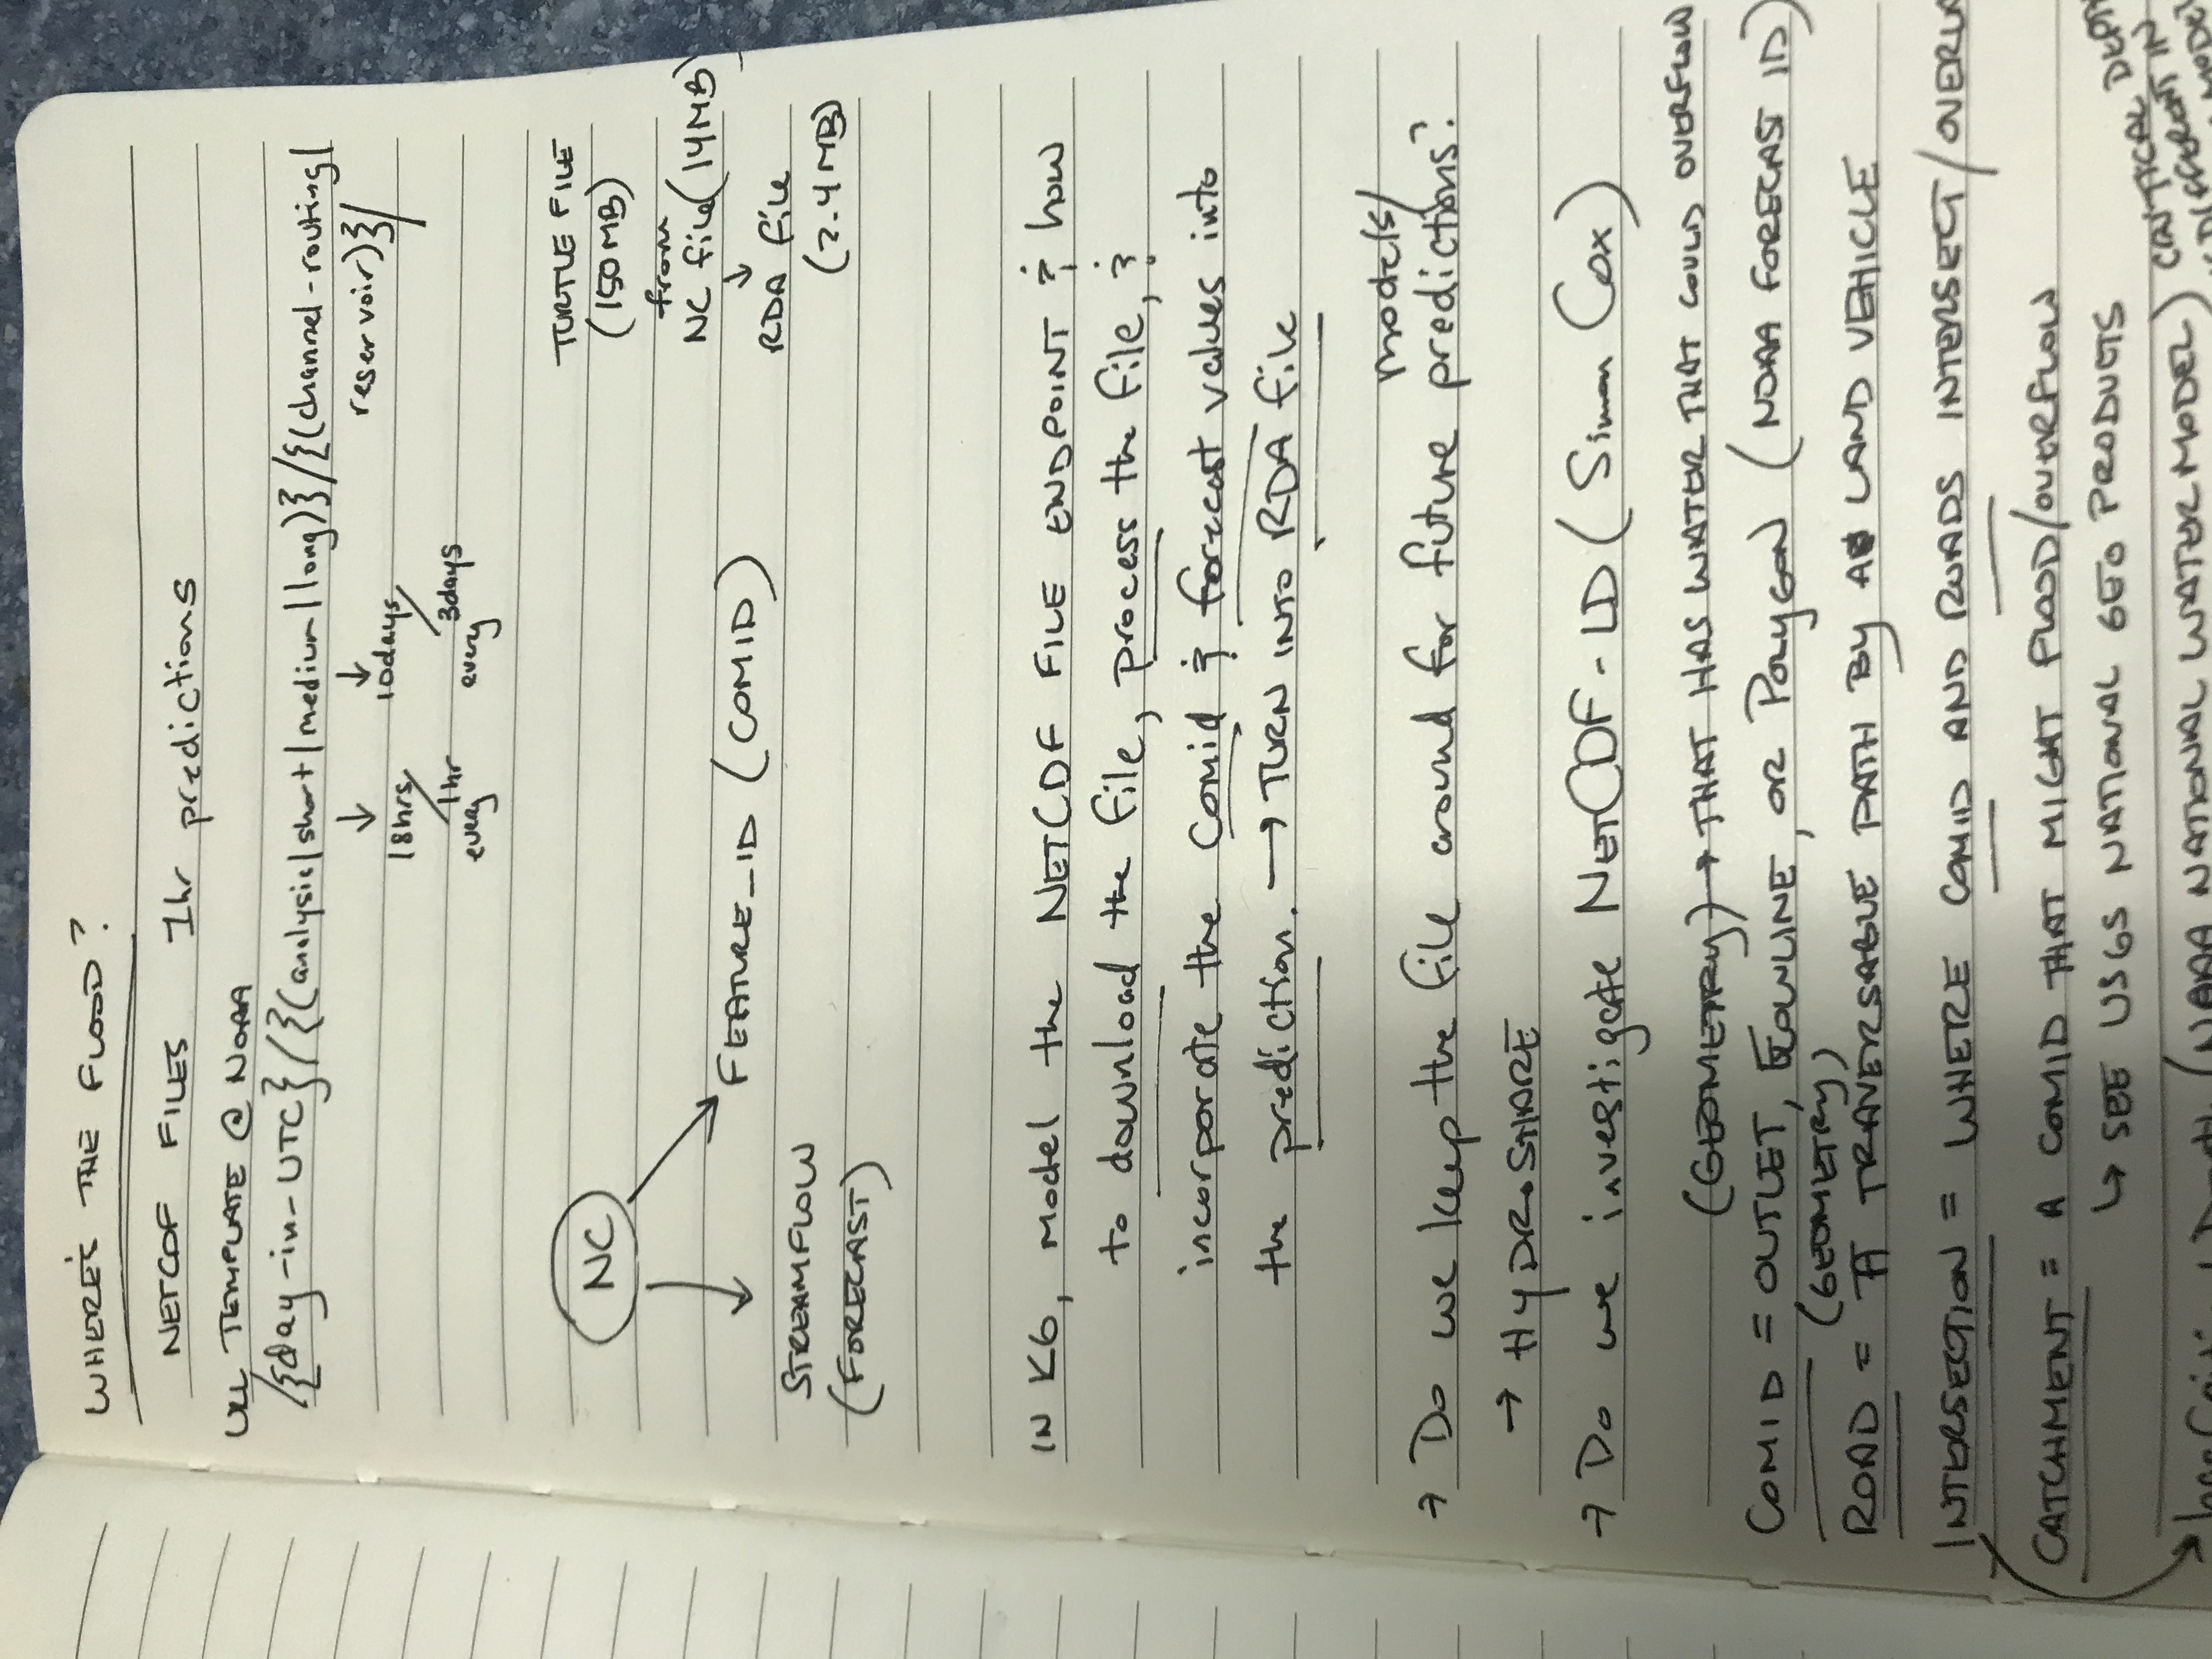 WHERE'S THE FLOOD?
NETCDF FILES 1hr predictions
URL TEMPLATE @ NOAA
/{day-in-UTC}/{(analysis|short|medium|long)}/{(channel-routing|
reservoir)}/
↓ ↓
18hrs/ 10days/
every 1hr every 3days
NC
TURTLE FILE
(150MB)
from
NC file (14MB)
↓
RDA file
(2.4MB)
FEATURE_ID (COMID)
STREAMFLOW
(FORECAST)
IN KG, model the NETCDF FILE ENDPOINT & how
to download the file, process the file, &
incorporate the Comid & forecast values into
the prediction. → TURN INTO RDA file
models/
→ Do we keep the file around for future predictions?
→ HYDROSHARE
→ Do we investigate NETCDF-LD (Simon Cox)
(GEOMETRY) → THAT HAS WATER THAT COULD OVERFLOW
COMID = OUTLET, FLOWLINE, OR POLYGON (NOAA FORECAST ID)
(GEOMETRY)
ROAD = A TRAVERSABLE PATH BY A LAND VEHICLE
INTERSECTION = WHERE COMID AND ROADS INTERSECT/OVERLA
CATCHMENT = A COMID THAT MIGHT FLOOD/OVERFLOW
↳ SEE USGS NATIONAL GEO PRODUCTS
(NOAA NATIONAL WATER MODEL) CRITICAL DEPT
DIFFERENT IN